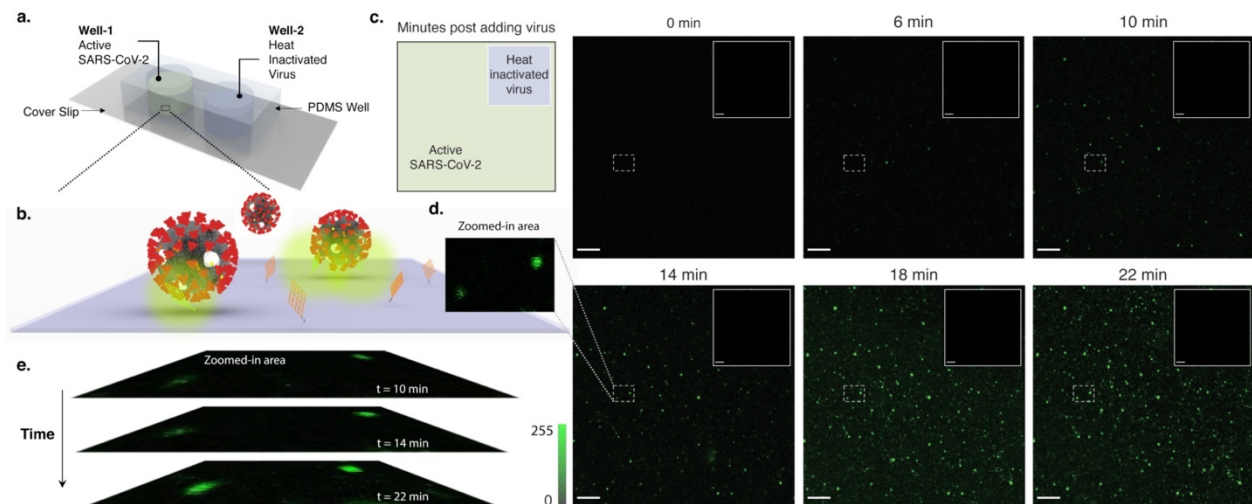 a.
Well-1
Active
SARS-CoV-2
Well-2
Heat
Inactivated
Virus
Cover Slip
PDMS Well
b.
c.
Minutes post adding virus
Heat
inactivated
virus
Active
SARS-CoV-2
0 min
6 min
10 min
d.
Zoomed-in area
14 min
18 min
22 min
e.
Zoomed-in area
t = 10 min
Time
t = 14 min
t = 22 min
255
0